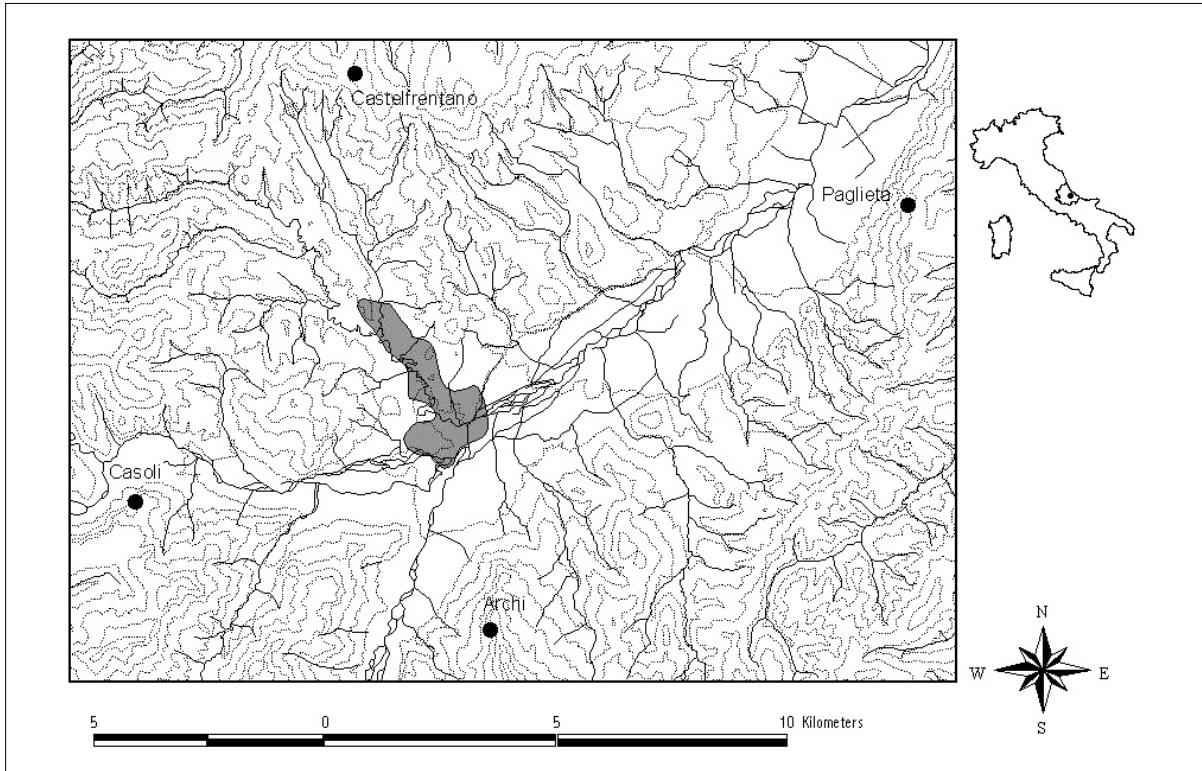 Castelfrentano
Paglieta
Casoli
Archi
N
W E
S
5 0 5 10 Kilometers